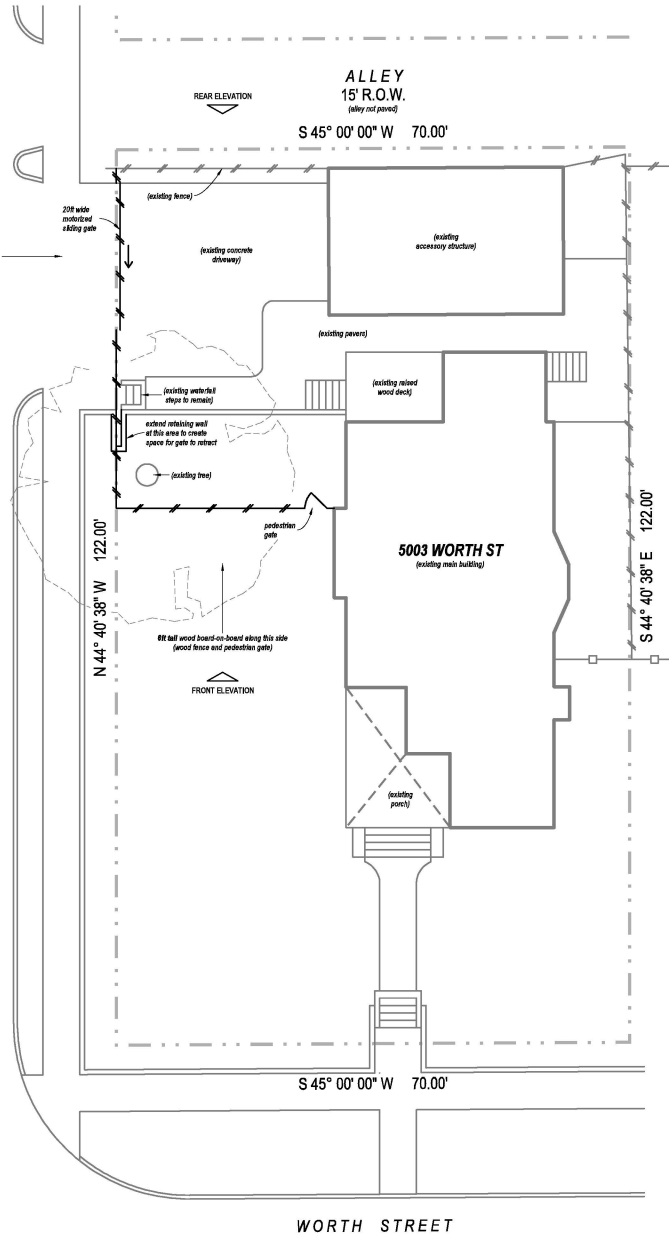 ALLEY
15' R.O.W.
(alley not paved)
REAR ELEVATION
S 45° 00' 00" W 70.00'
(existing fence)
20ft wide
motorized
sliding gate
(existing concrete
driveway)
(existing
accessory structure)
(existing pavers)
(existing waterfall
steps to remain)
(existing raised
wood deck)
extend retaining wall
at this area to create
space for gate to retract
(existing tree)
pedestrian
gate
5003 WORTH ST
(existing main building)
N 44° 40' 38" W 122.00'
S 44° 40' 38" E 122.00'
6ft tall wood board-on-board along this side
(wood fence and pedestrian gate)
FRONT ELEVATION
(existing
porch)
S 45° 00' 00" W 70.00'
WORTH STREET